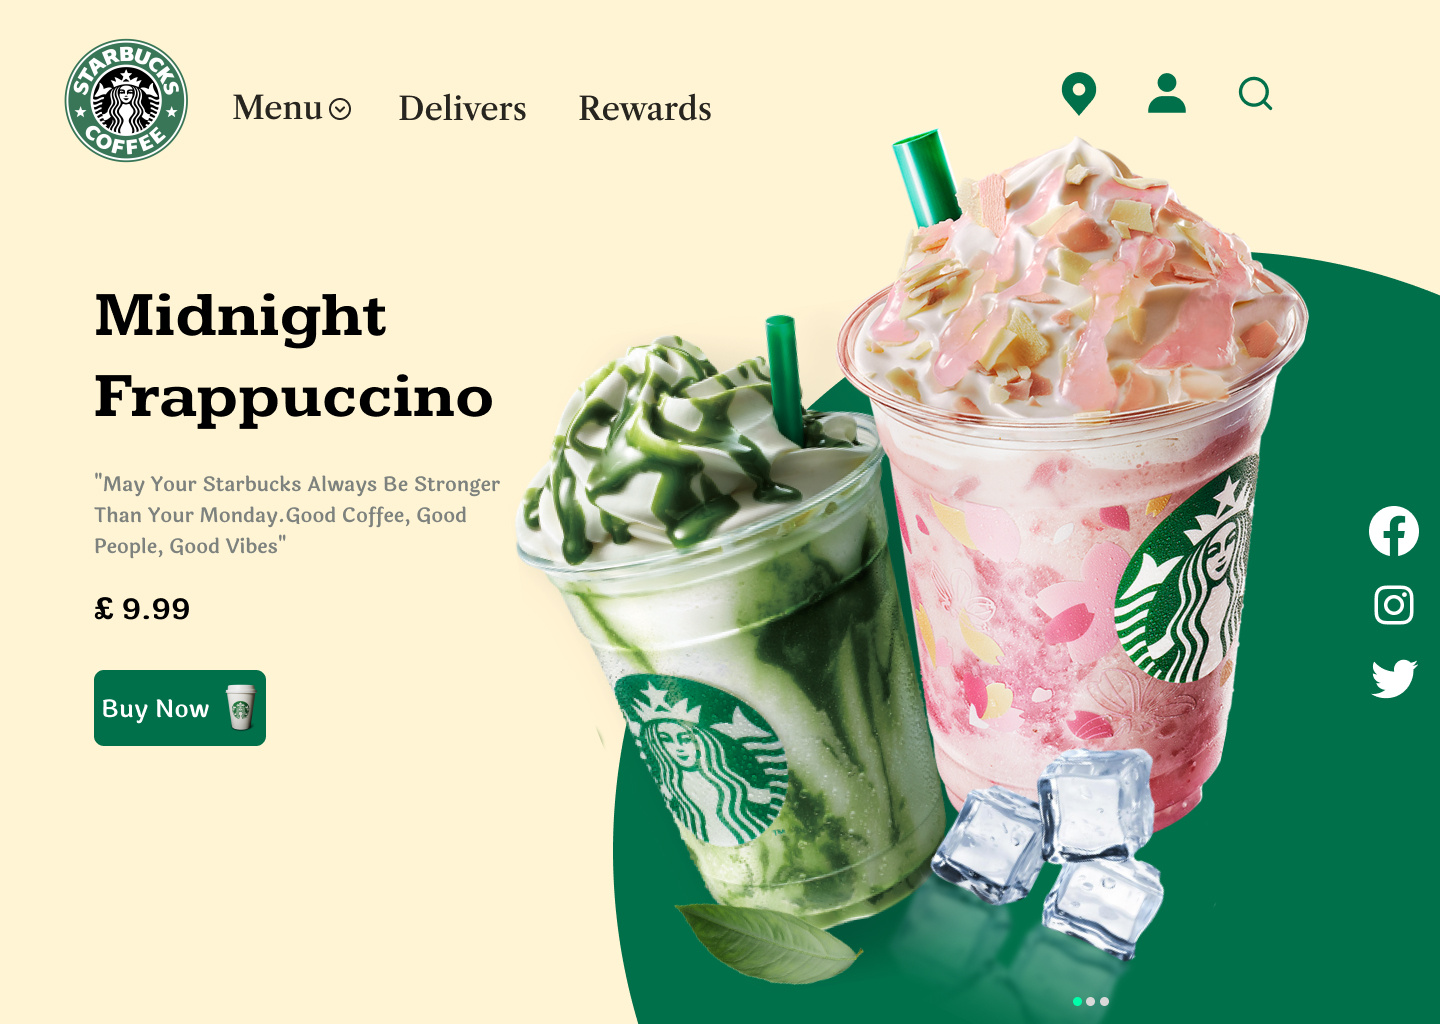 STARBUCKS
COFFEE
Menu
Delivers
Rewards
Midnight
Frappuccino
"May Your Starbucks Always Be Stronger
Than Your Monday.Good Coffee, Good
People, Good Vibes"
£ 9.99
Buy Now
TM